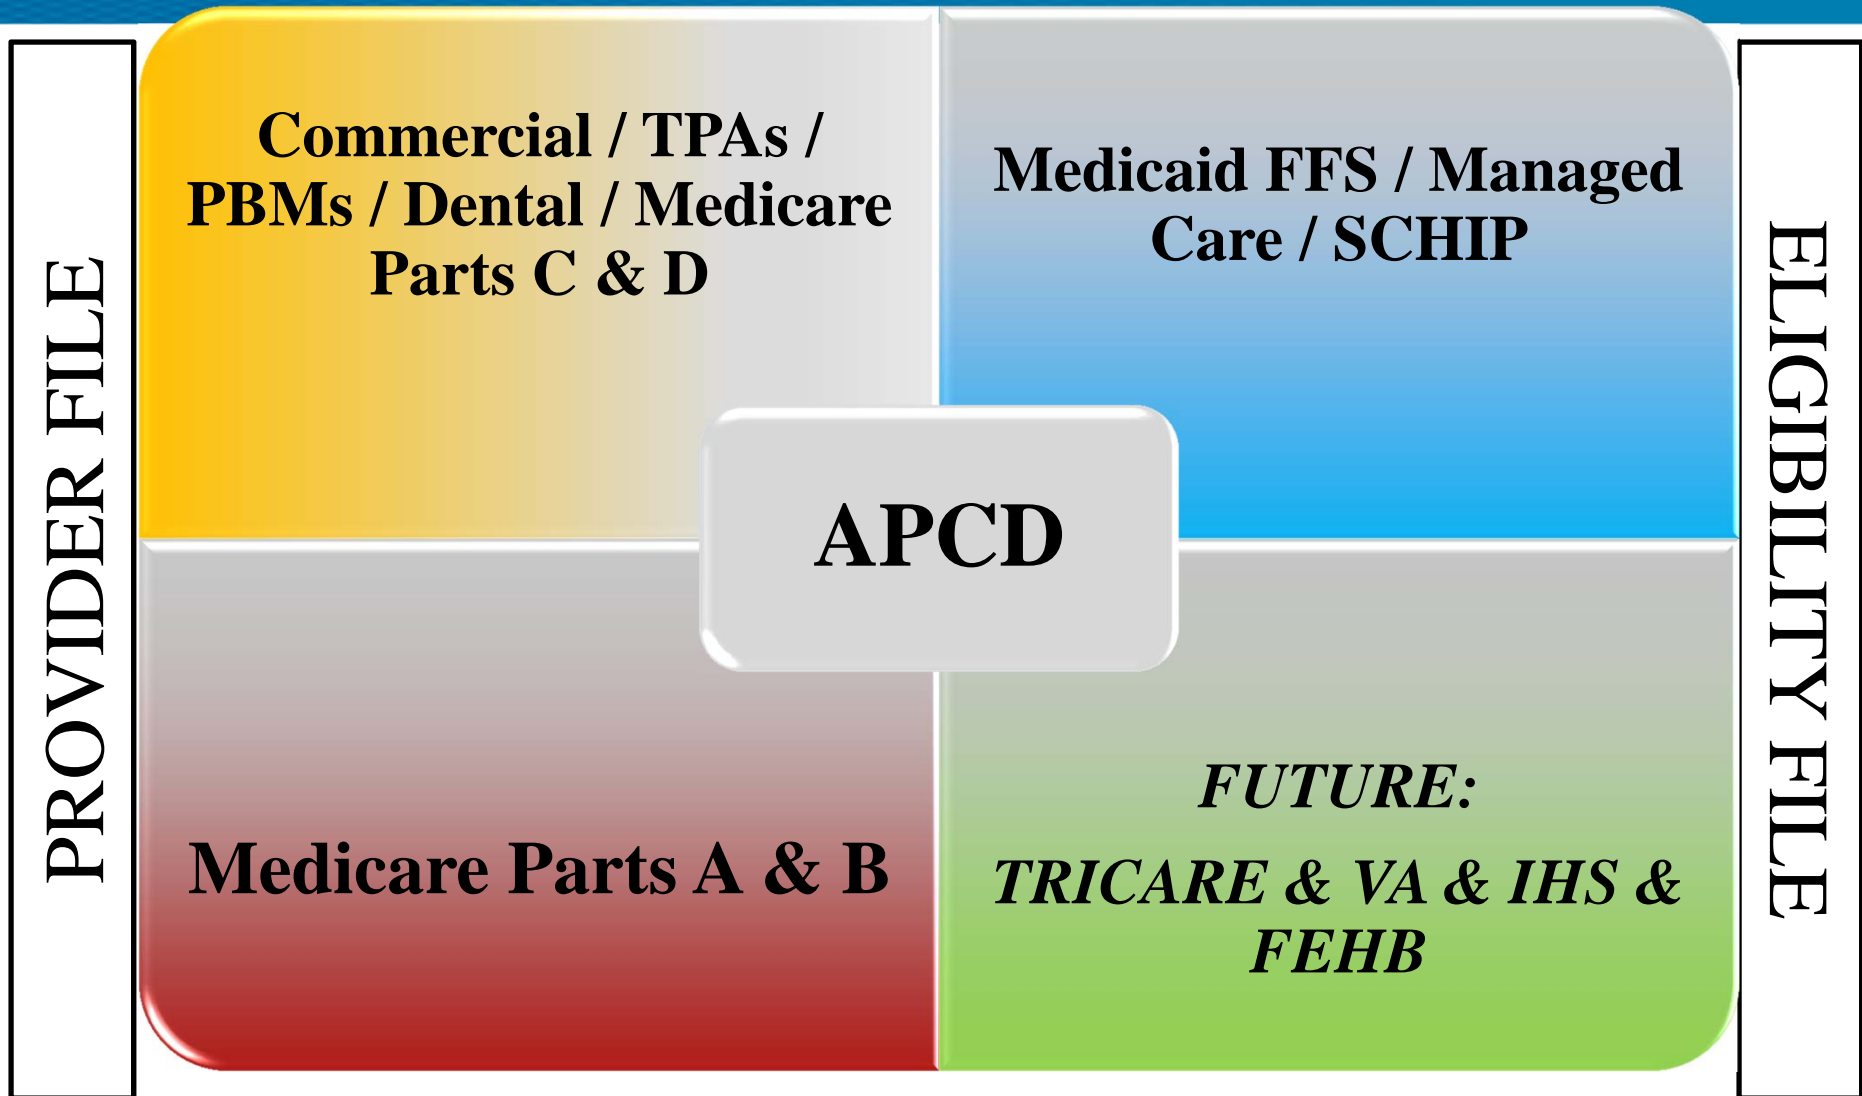 PROVIDER FILE
Commercial / TPAs /
PBMs / Dental / Medicare
Parts C & D
Medicaid FFS / Managed
Care / SCHIP
APCD
Medicare Parts A & B
FUTURE:
TRICARE & VA & IHS &
FEHB
ELIGIBILITY FILE